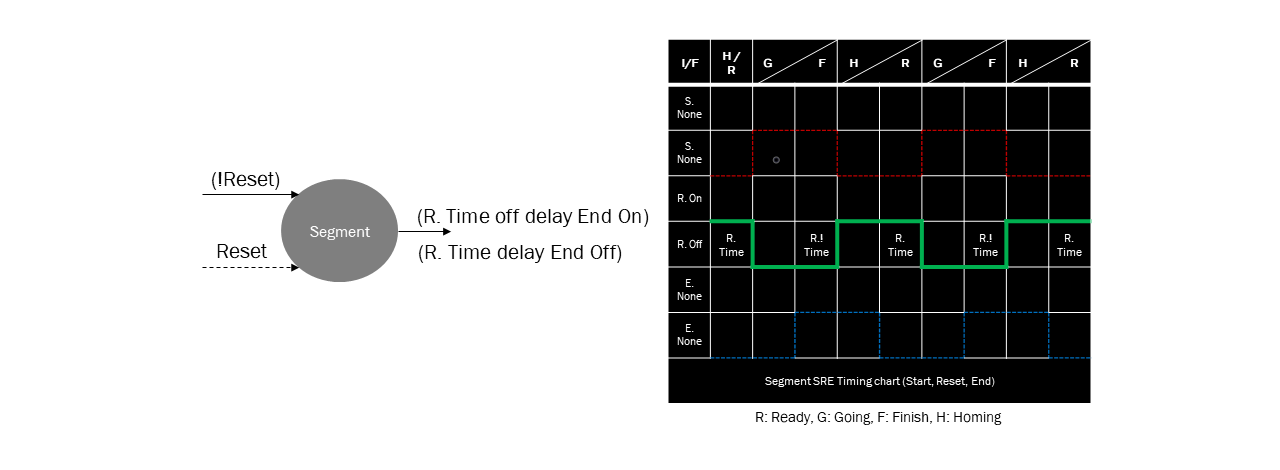 (!Reset)
Reset
Segment
(R. Time off delay End On)
(R. Time delay End Off)
I/F H / R G F H R G F H R
S. None
S. None
R. On
R. Off R. Time R.! Time R. Time R.! Time R. Time
E. None
E. None
Segment SRE Timing chart (Start, Reset, End)
R: Ready, G: Going, F: Finish, H: Homing